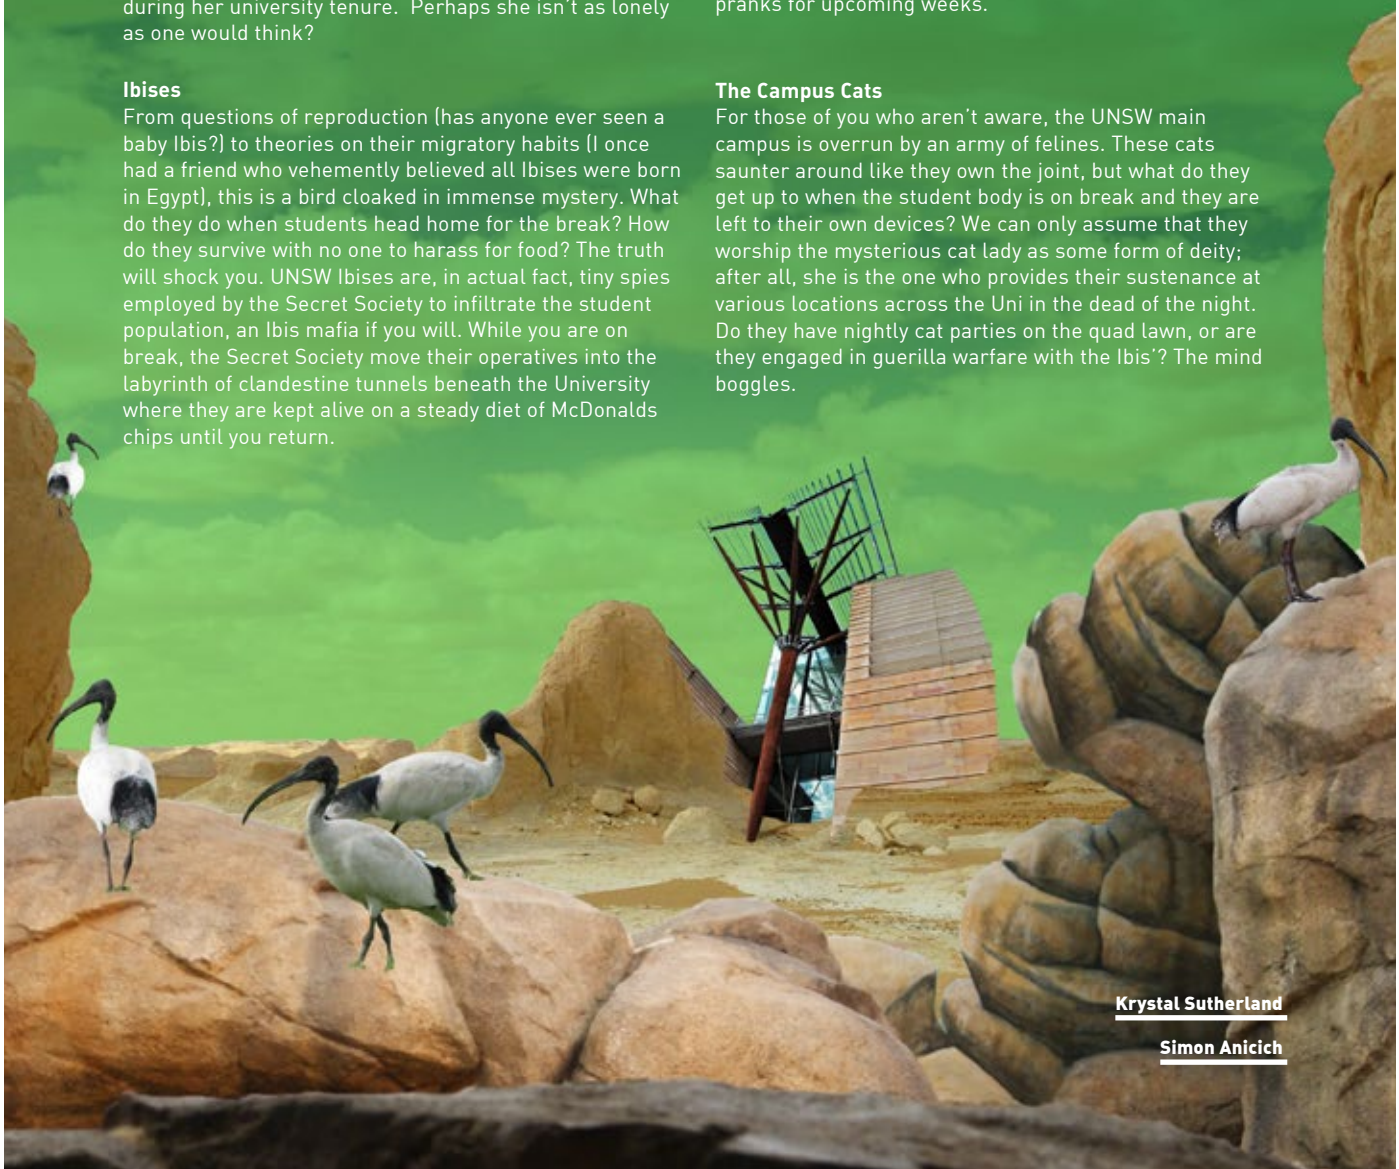 during her university tenure.  Perhaps she isn't as lonely
as one would think?
Ibises
From questions of reproduction (has anyone ever seen a
baby Ibis?) to theories on their migratory habits (I once
had a friend who vehemently believed all Ibises were born
in Egypt), this is a bird cloaked in immense mystery. What
do they do when students head home for the break? How
do they survive with no one to harass for food? The truth
will shock you. UNSW Ibises are, in actual fact, tiny spies
employed by the Secret Society to infiltrate the student
population, an Ibis mafia if you will. While you are on
break, the Secret Society move their operatives into the
labyrinth of clandestine tunnels beneath the University
where they are kept alive on a steady diet of McDonalds
chips until you return.
pranks for upcoming weeks.
The Campus Cats
For those of you who aren't aware, the UNSW main
campus is overrun by an army of felines. These cats
saunter around like they own the joint, but what do they
get up to when the student body is on break and they are
left to their own devices? We can only assume that they
worship the mysterious cat lady as some form of deity;
after all, she is the one who provides their sustenance at
various locations across the Uni in the dead of the night.
Do they have nightly cat parties on the quad lawn, or are
they engaged in guerilla warfare with the Ibis'? The mind
boggles.
Krystal Sutherland
Simon Anicich